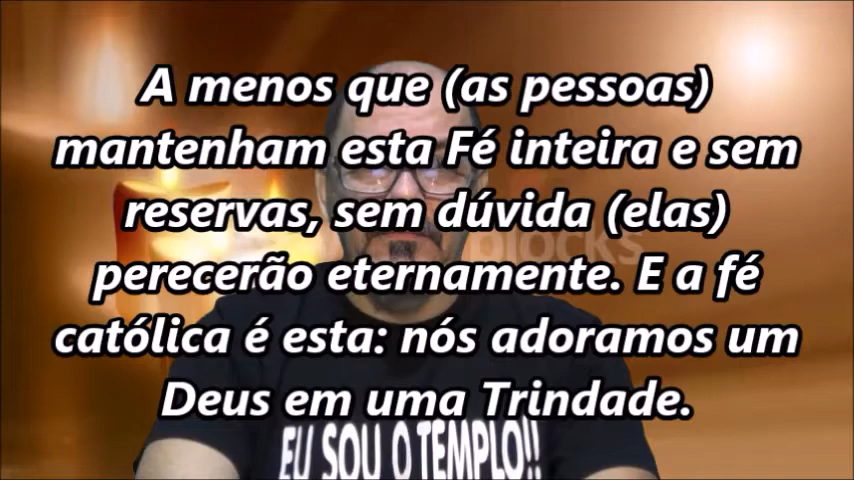 A menos que (as pessoas)
mantenham esta Fé inteira e sem
reservas, sem dúvida (elas)
perecerão eternamente. E a fé
católica é esta: nós adoramos um
Deus em uma Trindade.
blocks
EU SOU O TEMPLO!!